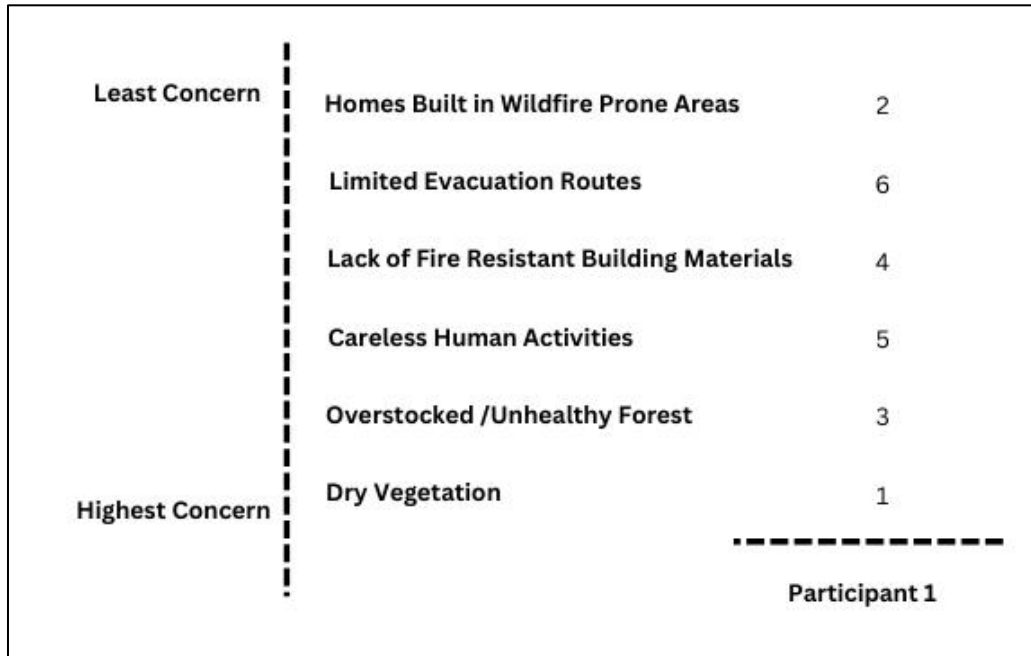 Least Concern
Homes Built in Wildfire Prone Areas 2
Limited Evacuation Routes 6
Lack of Fire Resistant Building Materials 4
Careless Human Activities 5
Overstocked /Unhealthy Forest 3
Dry Vegetation 1
Highest Concern
Participant 1